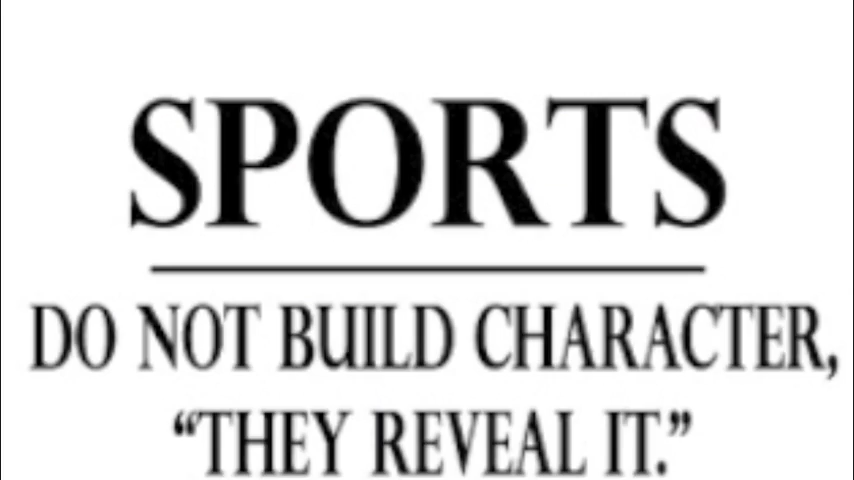 SPORTS
DO NOT BUILD CHARACTER,
“THEY REVEAL IT.”